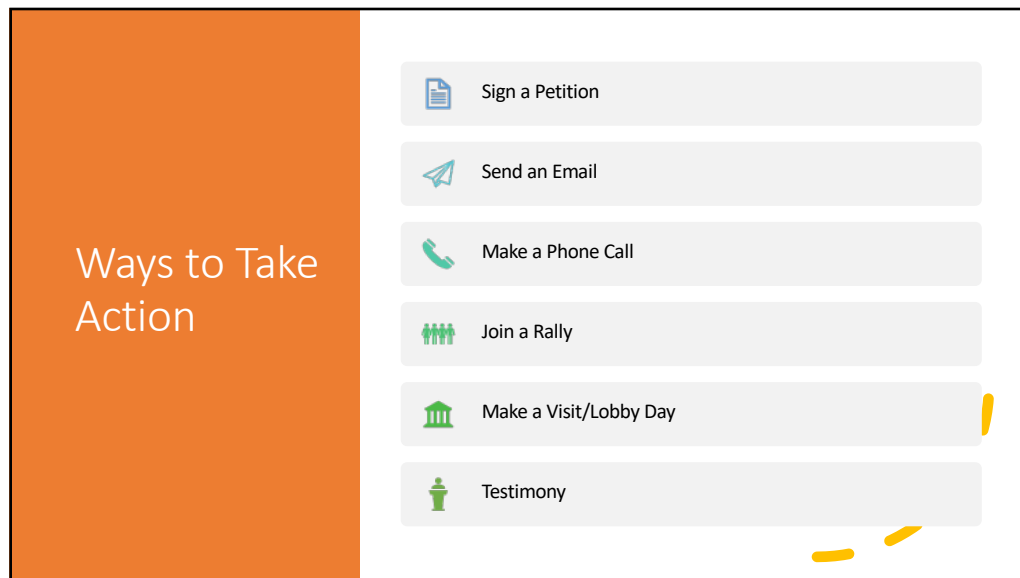 Ways to Take
Action
Sign a Petition
Send an Email
Make a Phone Call
Join a Rally
Make a Visit/Lobby Day
Testimony